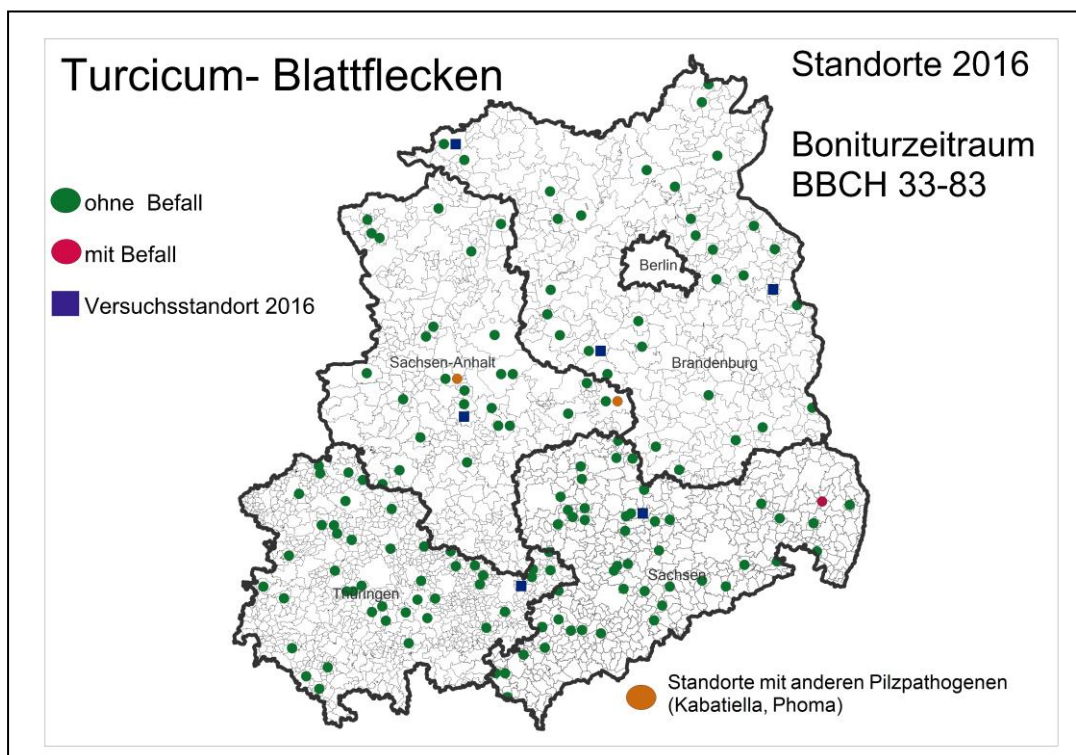 Turcicum- Blattflecken
Standorte 2016
Boniturzeitraum
BBCH 33-83
ohne Befall
mit Befall
Versuchsstandort 2016
Berlin
Sachsen-Anhalt
Brandenburg
Thüringen
Sachsen
Standorte mit anderen Pilzpathogenen
(Kabatiella, Phoma)